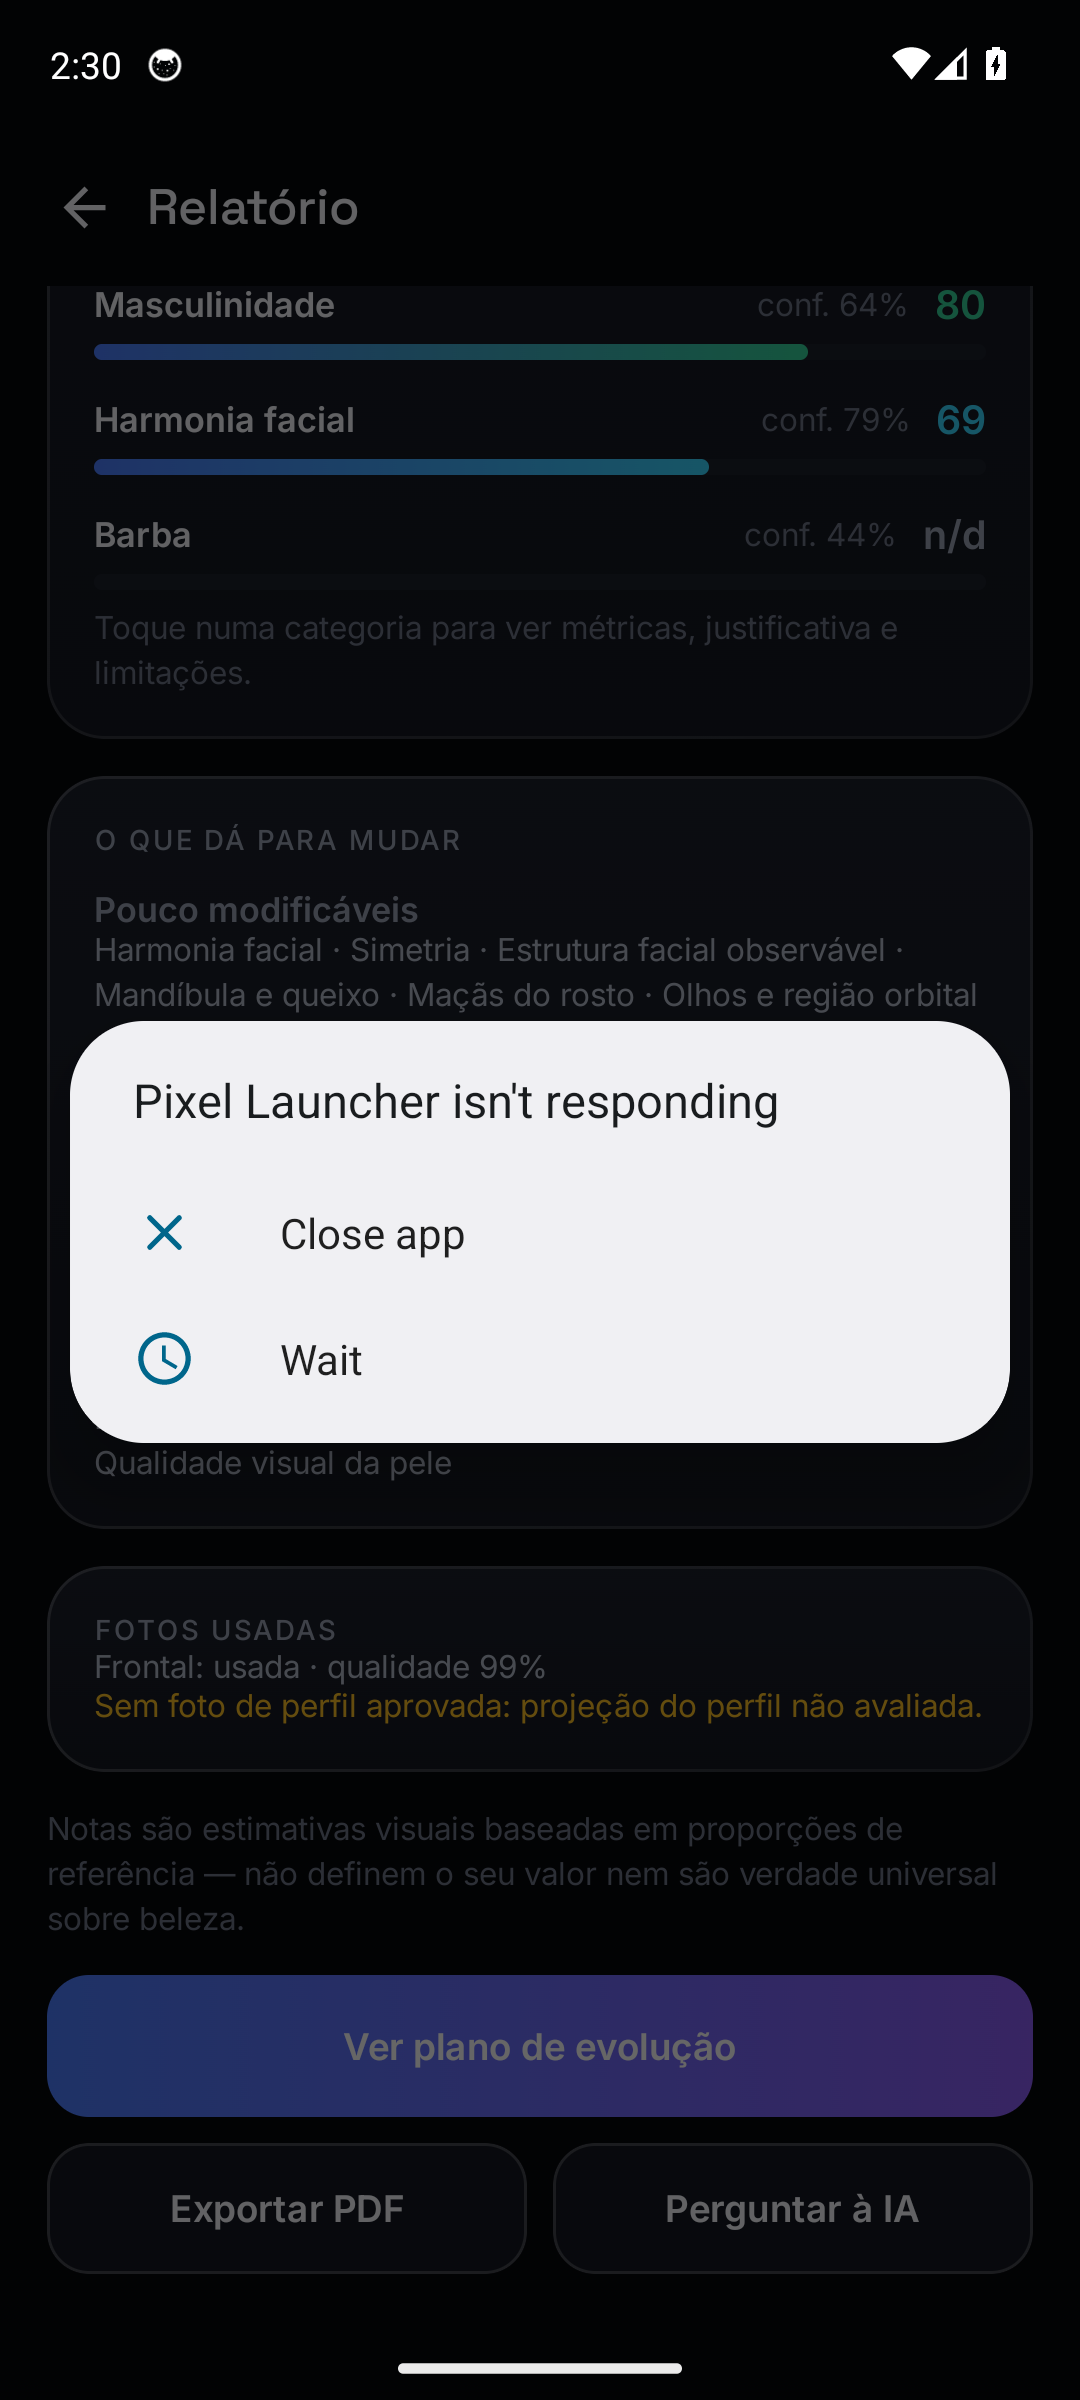 2:30
Relatório
Masculinidade conf. 64% 80
Harmonia facial conf. 79% 69
Barba conf. 44% n/d
Toque numa categoria para ver métricas, justificativa e
limitações.
O QUE DÁ PARA MUDAR
Pouco modificáveis
Harmonia facial · Simetria · Estrutura facial observável ·
Mandíbula e queixo · Maçãs do rosto · Olhos e região orbital
Pixel Launcher isn't responding
Close app
Wait
Qualidade visual da pele
FOTOS USADAS
Frontal: usada · qualidade 99%
Sem foto de perfil aprovada: projeção do perfil não avaliada.
Notas são estimativas visuais baseadas em proporções de
referência — não definem o seu valor nem são verdade universal
sobre beleza.
Ver plano de evolução
Exportar PDF
Perguntar à IA